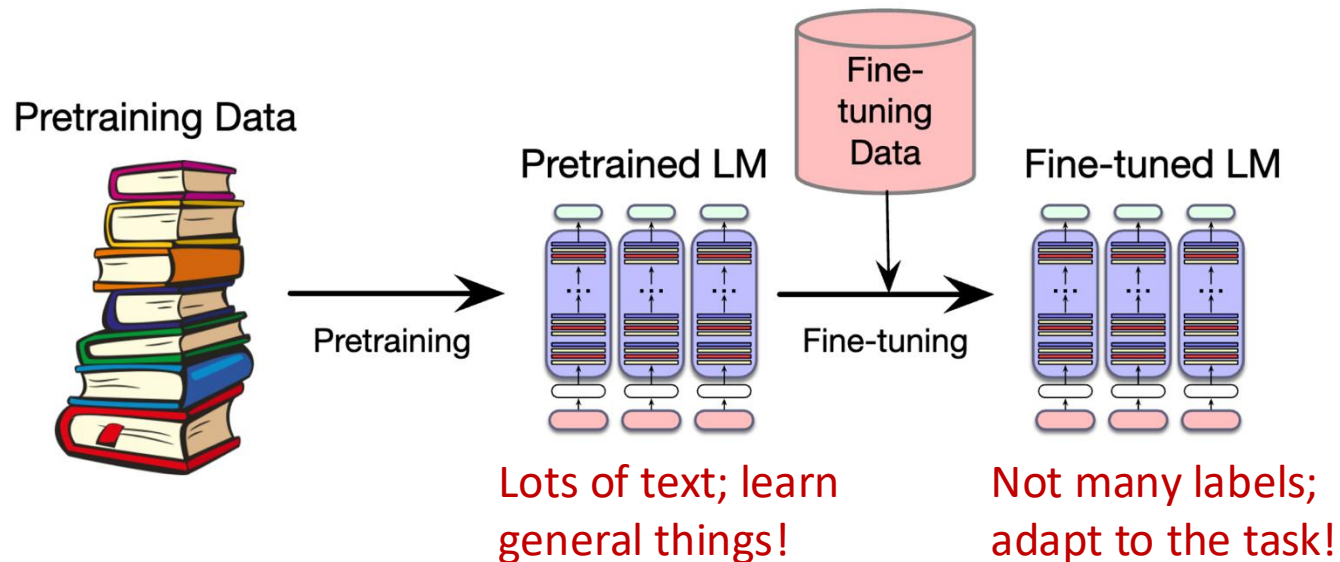 Pretraining Data
Pretraining
Pretrained LM
...
...
...
Fine-
tuning
Data
Fine-tuning
Fine-tuned LM
...
...
...
Lots of text; learn
general things!
Not many labels;
adapt to the task!